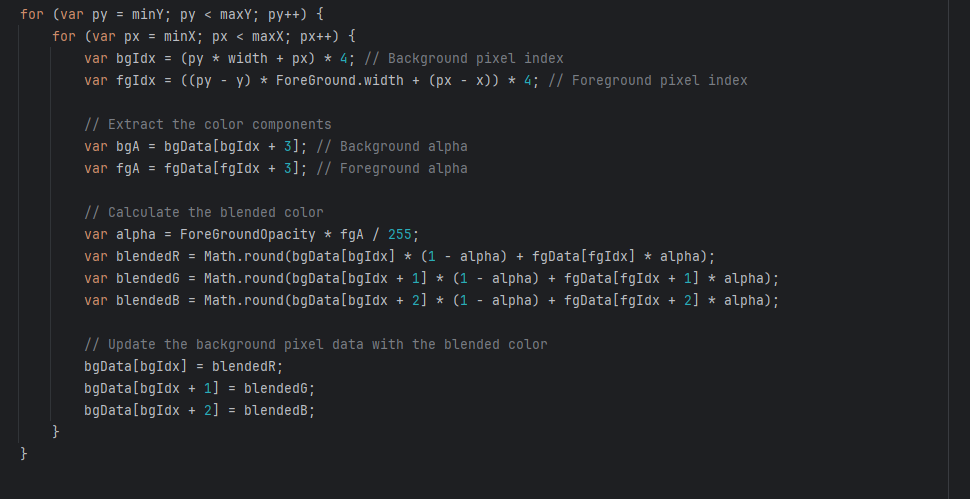 for (var py = minY; py < maxY; py++) {
    for (var px = minX; px < maxX; px++) {
        var bgIdx = (py * width + px) * 4; // Background pixel index
        var fgIdx = ((py - y) * ForeGround.width + (px - x)) * 4; // Foreground pixel index

        // Extract the color components
        var bgA = bgData[bgIdx + 3]; // Background alpha
        var fgA = fgData[fgIdx + 3]; // Foreground alpha

        // Calculate the blended color
        var alpha = ForeGroundOpacity * fgA / 255;
        var blendedR = Math.round(bgData[bgIdx] * (1 - alpha) + fgData[fgIdx] * alpha);
        var blendedG = Math.round(bgData[bgIdx + 1] * (1 - alpha) + fgData[fgIdx + 1] * alpha);
        var blendedB = Math.round(bgData[bgIdx + 2] * (1 - alpha) + fgData[fgIdx + 2] * alpha);

        // Update the background pixel data with the blended color
        bgData[bgIdx] = blendedR;
        bgData[bgIdx + 1] = blendedG;
        bgData[bgIdx + 2] = blendedB;
    }
}